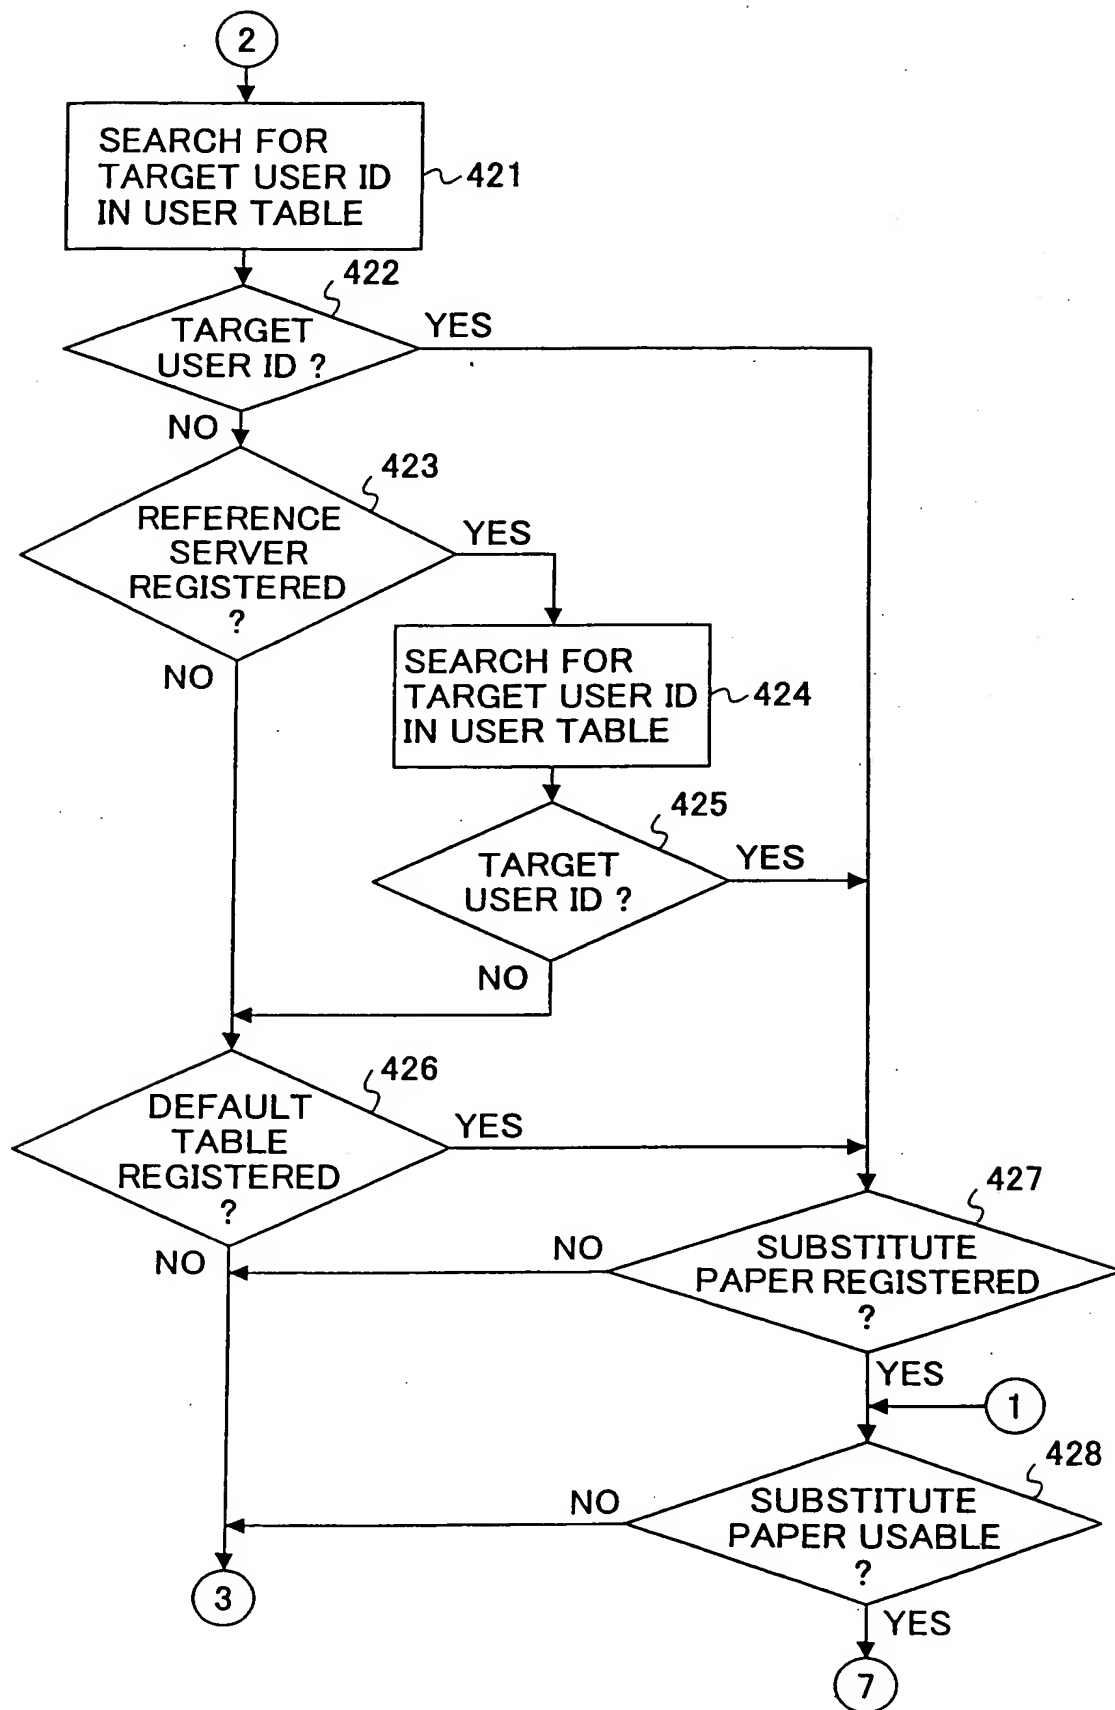 2
SEARCH FOR
TARGET USER ID
IN USER TABLE
421
422
TARGET
USER ID ?
YES
NO
423
REFERENCE
SERVER
REGISTERED
?
YES
NO
SEARCH FOR
TARGET USER ID
IN USER TABLE
424
425
TARGET
USER ID ?
YES
NO
426
DEFAULT
TABLE
REGISTERED
?
YES
NO
427
SUBSTITUTE
PAPER REGISTERED
?
NO
YES
1
428
SUBSTITUTE
PAPER USABLE
?
NO
YES
3
7